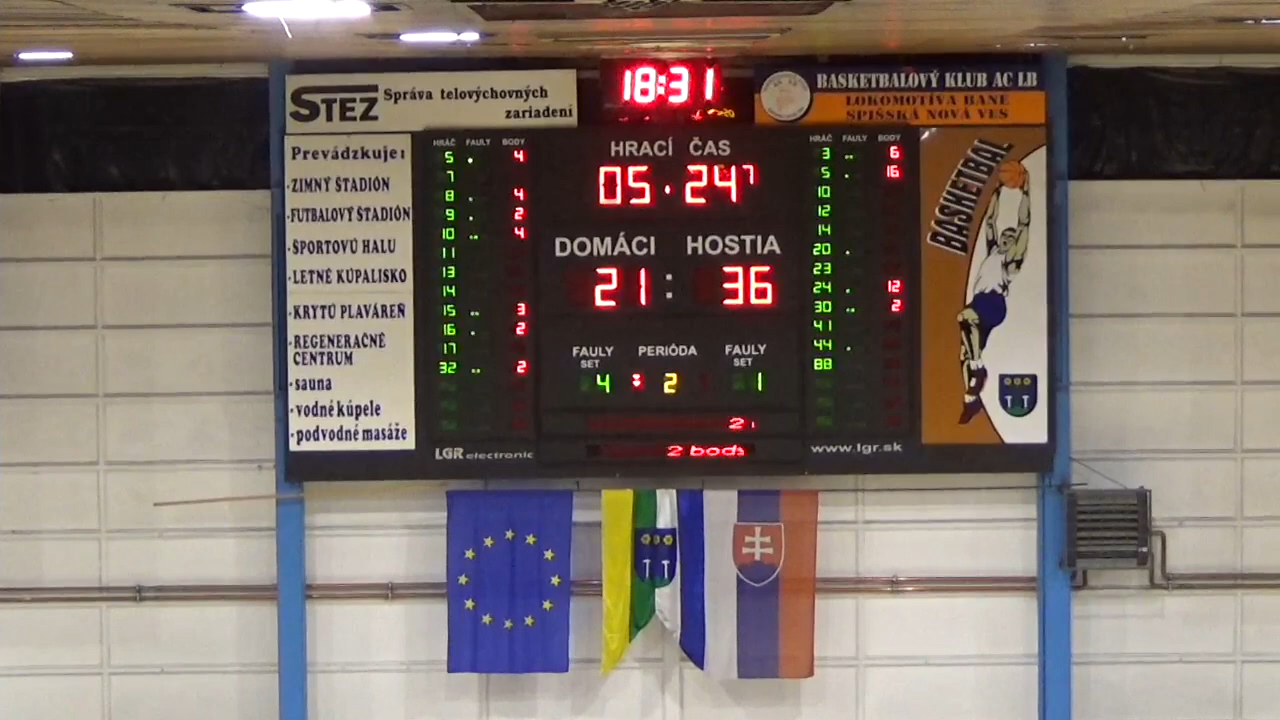 STEZ Správa telovýchovných
zariadení
18:31
BASKETBALOVÝ KLUB AC LB
LOKOMOTÍVA BANE
SPIŠSKÁ NOVÁ VES
Prevádzkuje:
·ZIMNÝ ŠTADIÓN
·FUTBALOVÝ ŠTADIÓN
·ŠPORTOVÚ HALU
·LETNÉ KÚPALISKO
·KRYTÚ PLAVÁREŇ
·REGENERAČNÉ
CENTRUM
·sauna
·vodné kúpele
·podvodné masáže
HRÁČ FAULY BODY
5 . 4
7
8 . 4
9 . 2
10 ... 4
11
13
14
15 .. 3
16 . 2
17
32 .. 2
LGR electronic
HRACÍ ČAS
05.247
DOMÁCI HOSTIA
21 : 36
FAULY PERIÓDA FAULY
SET SET
4 2 1
2
2 body
HRÁČ FAULY BODY
3 .. 6
5 . 16
10
12
14
20 .
23
24 . 12
30 .. 2
41
44 .
88
www.lgr.sk
BASHETBAL